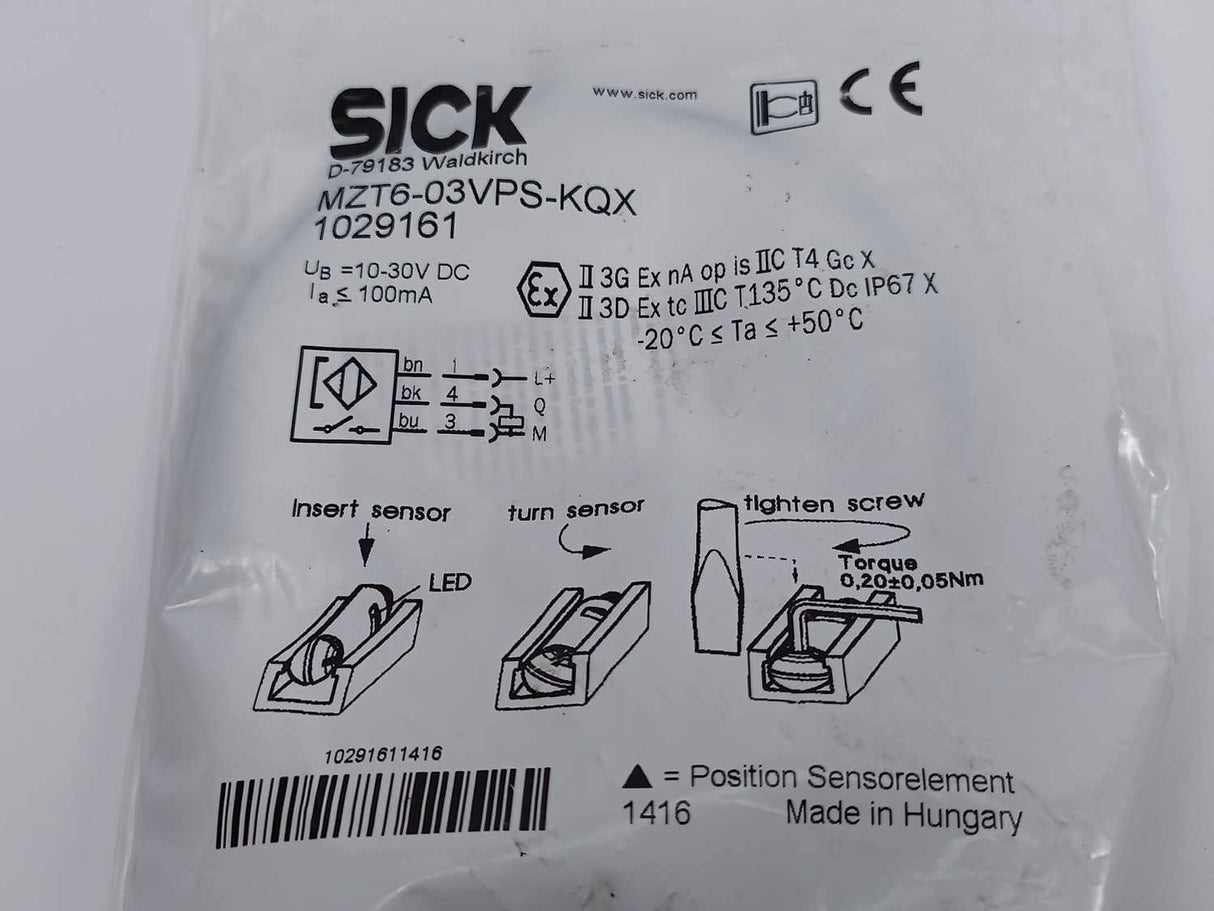 SICK
www.sick.com
CE
D-79183 Waldkirch
MZT6-03VPS-KQX
1029161
UB =10-30V DC
Ia ≤ 100mA
Ex
II 3G Ex nA op is IIC T4 Gc X
II 3D Ex tc IIIC T135°C Dc IP67 X
-20°C ≤ Ta ≤ +50°C
bn 1 L+
bk 4 Q
bu 3 M
Insert sensor
turn sensor
tighten screw
Torque
0,20±0,05Nm
LED
10291611416
▲ = Position Sensorelement
1416 Made in Hungary